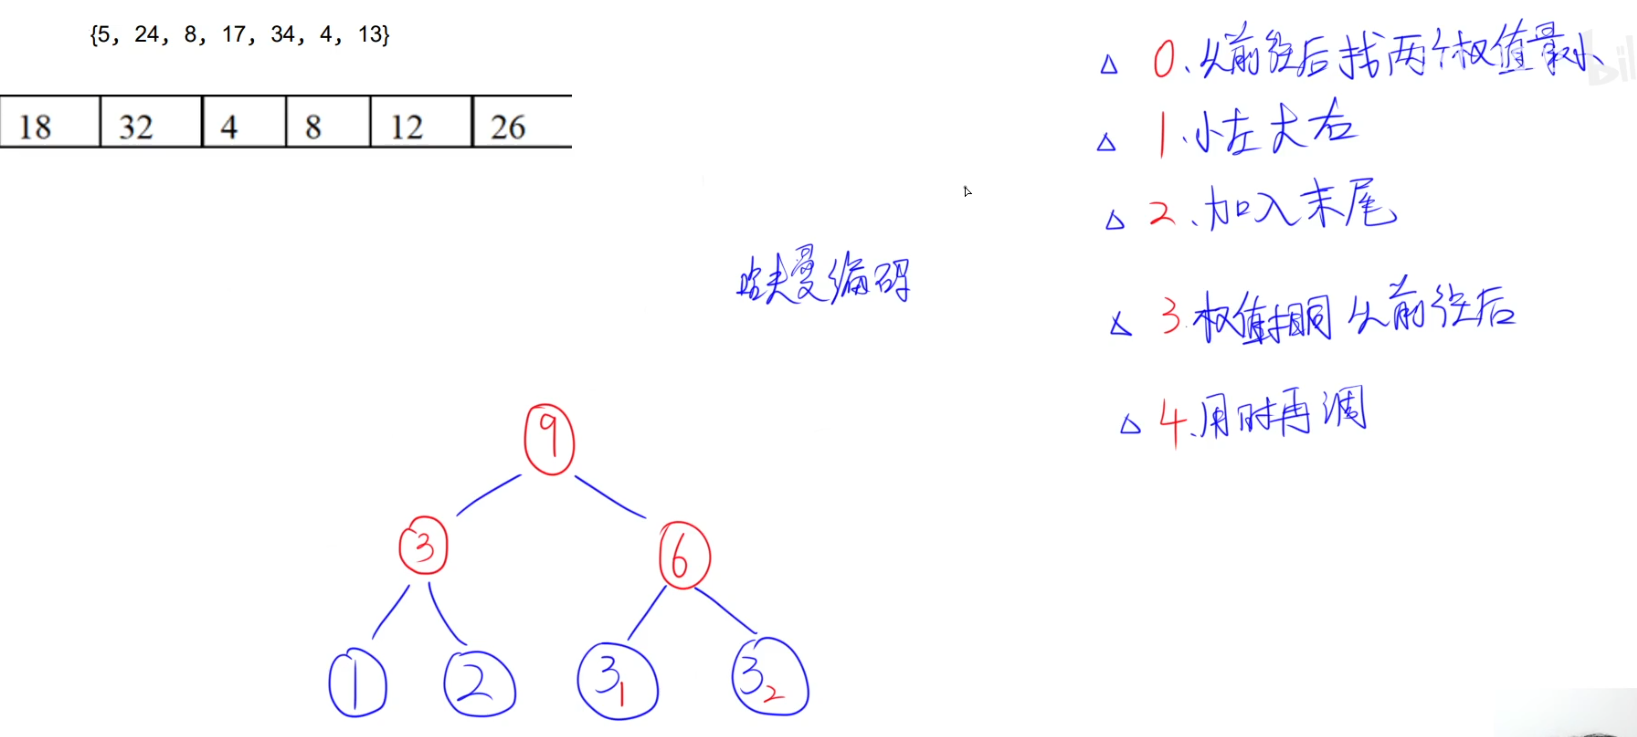 {5, 24, 8, 17, 34, 4, 13}
18 32 4 8 12 26
0、从前往后找两个权值最小
1.小左大右
2、加入末尾
3.权值相同从前往后
4、用时再调
哈夫曼编码
9
3 6
1 2 3₁ 3₂
bil